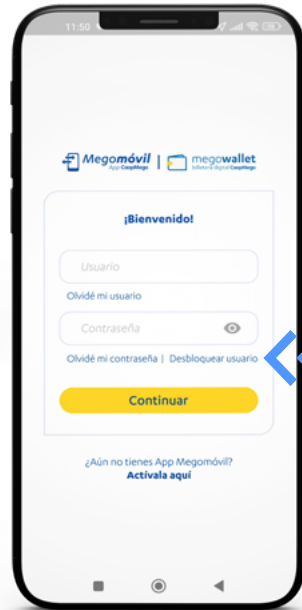 11:50
Megomóvil | megowallet
App CoopMego billetera digital CoopMego
¡Bienvenido!
Usuario
Olvidé mi usuario
Contraseña
Olvidé mi contraseña | Desbloquear usuario
Continuar
¿Aún no tienes App Megomóvil?
Actívala aquí